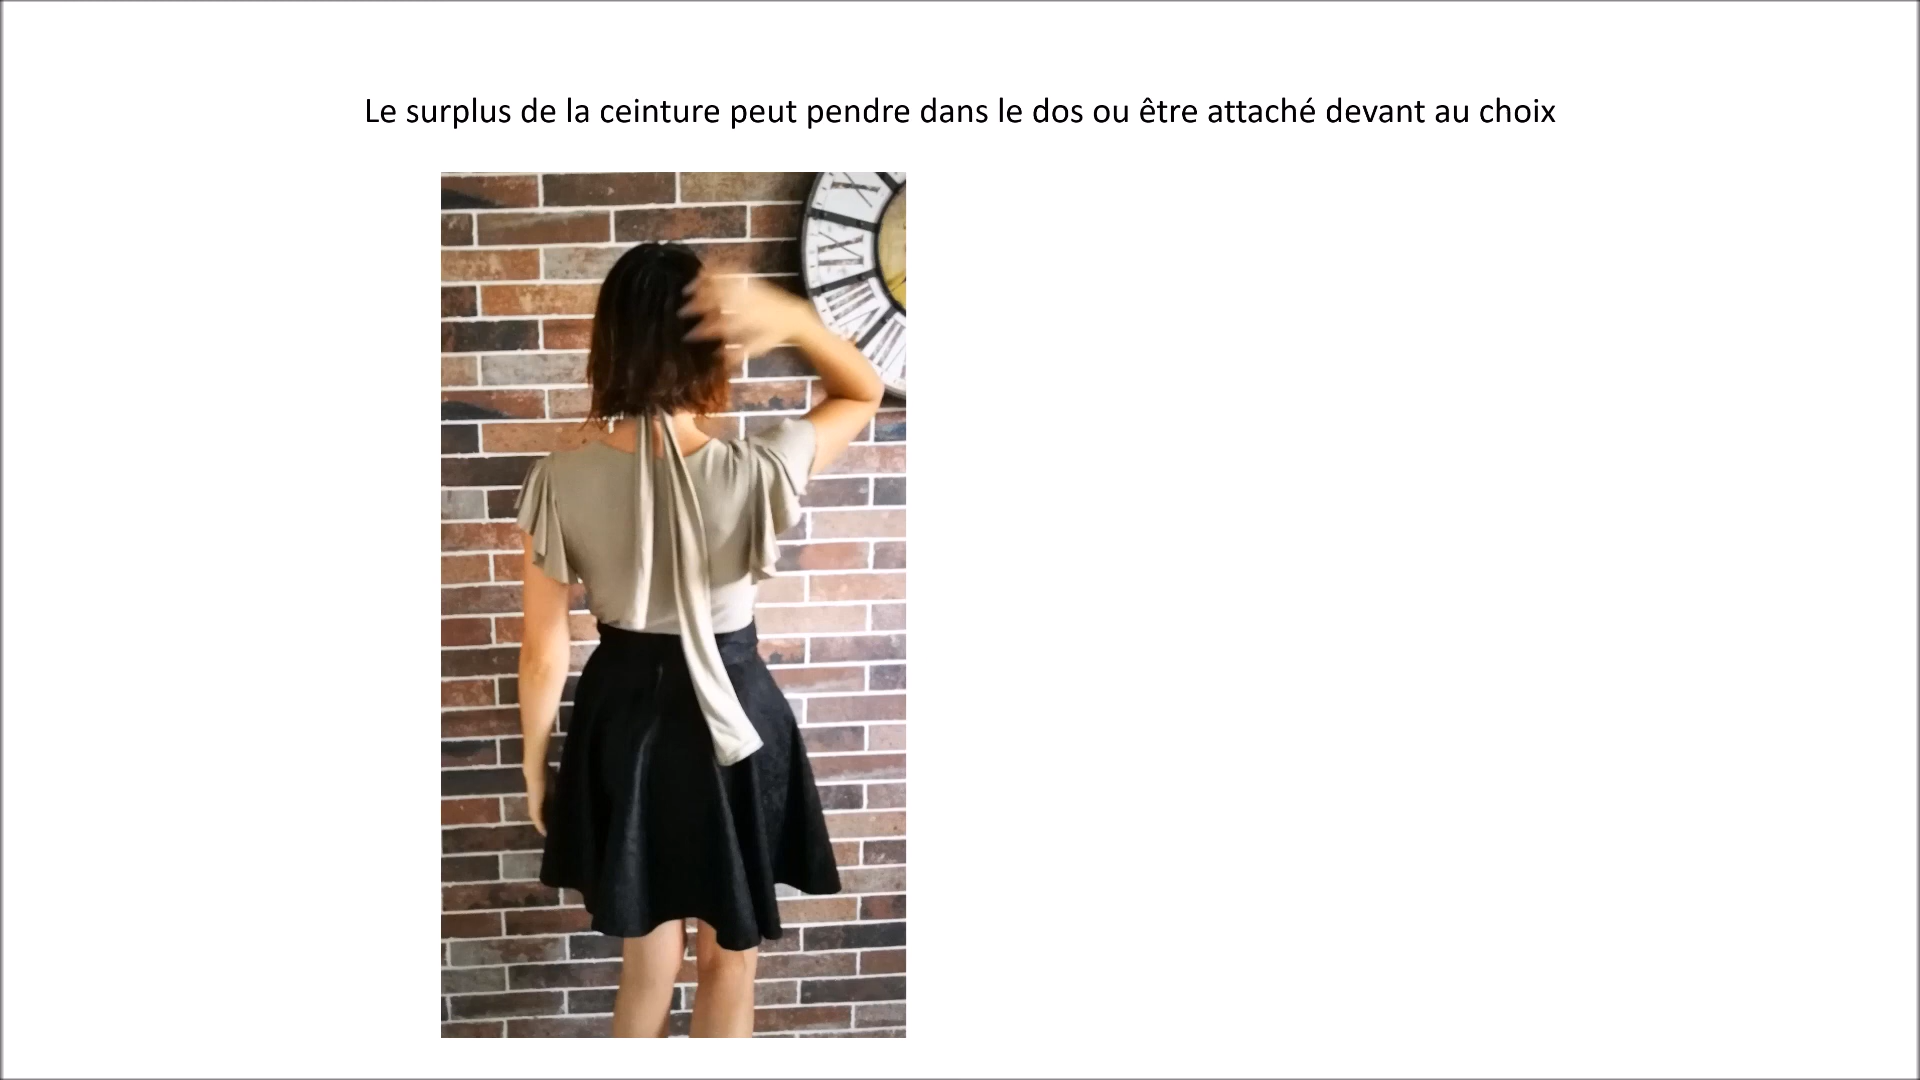 Le surplus de la ceinture peut pendre dans le dos ou être attaché devant au choix